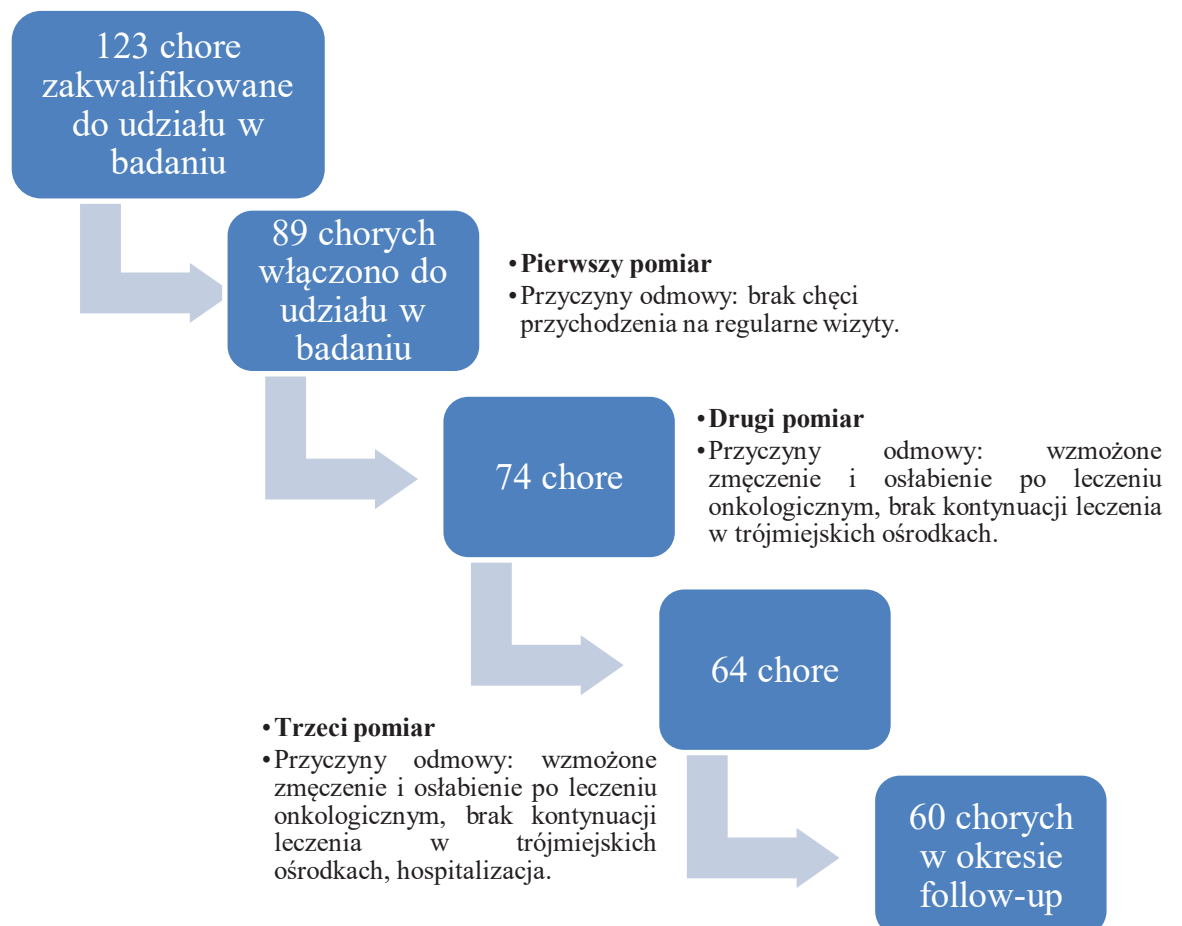 123 chore
zakwalifikowane
do udziału w
badaniu
89 chorych
włączono do
udziału w
badaniu
•Pierwszy pomiar
•Przyczyny odmowy: brak chęci
przychodzenia na regularne wizyty.
74 chore
•Drugi pomiar
•Przyczyny odmowy: wzmożone
zmęczenie i osłabienie po leczeniu
onkologicznym, brak kontynuacji leczenia
w trójmiejskich ośrodkach.
64 chore
•Trzeci pomiar
•Przyczyny odmowy: wzmożone
zmęczenie i osłabienie po leczeniu
onkologicznym, brak kontynuacji
leczenia w trójmiejskich
ośrodkach, hospitalizacja.
60 chorych
w okresie
follow-up